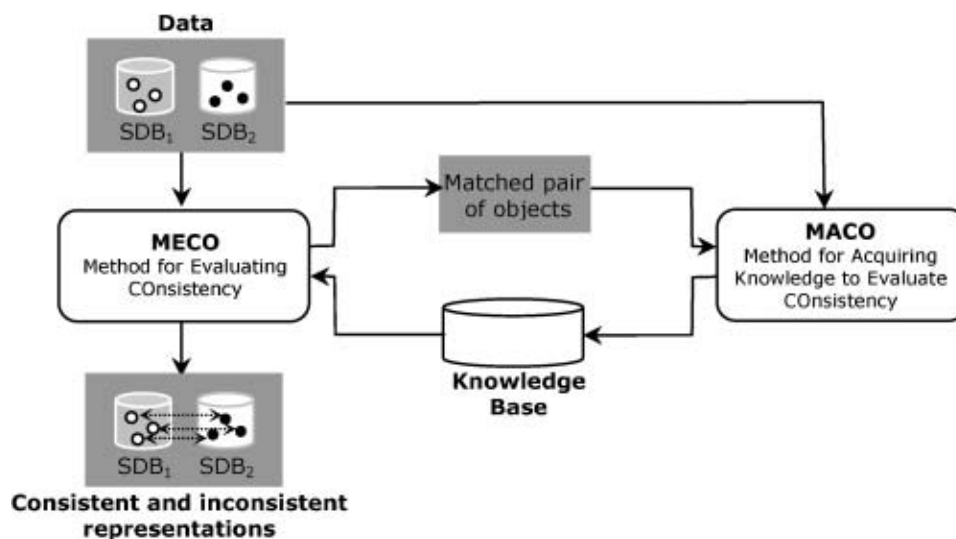 Data
SDB₁ SDB₂
MECO
Method for Evaluating
COnsistency
Matched pair
of objects
MACO
Method for Acquiring
Knowledge to Evaluate
COnsistency
Knowledge
Base
SDB₁ SDB₂
Consistent and inconsistent
representations